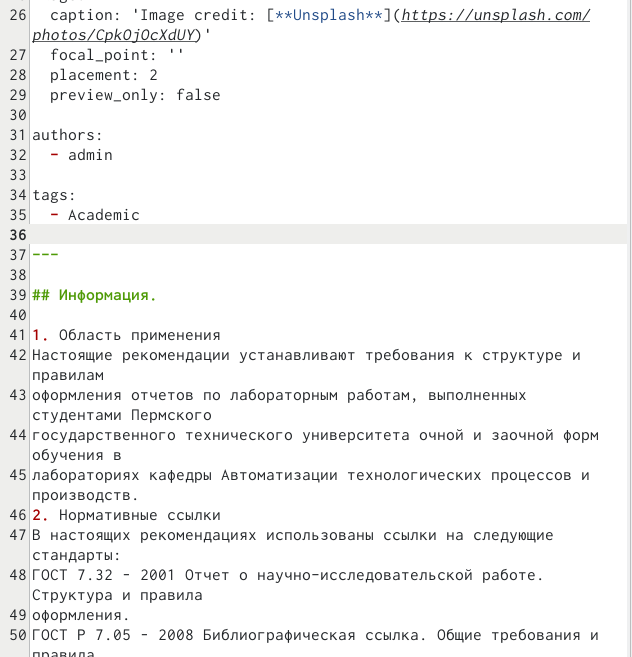 26 caption: 'Image credit: [**Unsplash**](https://unsplash.com/
photos/CpkOjOcXdUY)'
27 focal_point: ''
28 placement: 2
29 preview_only: false
30
31 authors:
32 - admin
33
34 tags:
35 - Academic
36
37 ---
38
39 ## Информация.
40
41 1. Область применения
42 Настоящие рекомендации устанавливают требования к структуре и
правилам
43 оформления отчетов по лабораторным работам, выполненных
студентами Пермского
44 государственного технического университета очной и заочной форм
обучения в
45 лабораториях кафедры Автоматизации технологических процессов и
производств.
46 2. Нормативные ссылки
47 В настоящих рекомендациях использованы ссылки на следующие
стандарты:
48 ГОСТ 7.32 - 2001 Отчет о научно-исследовательской работе.
Структура и правила
49 оформления.
50 ГОСТ Р 7.05 - 2008 Библиографическая ссылка. Общие требования и
правила